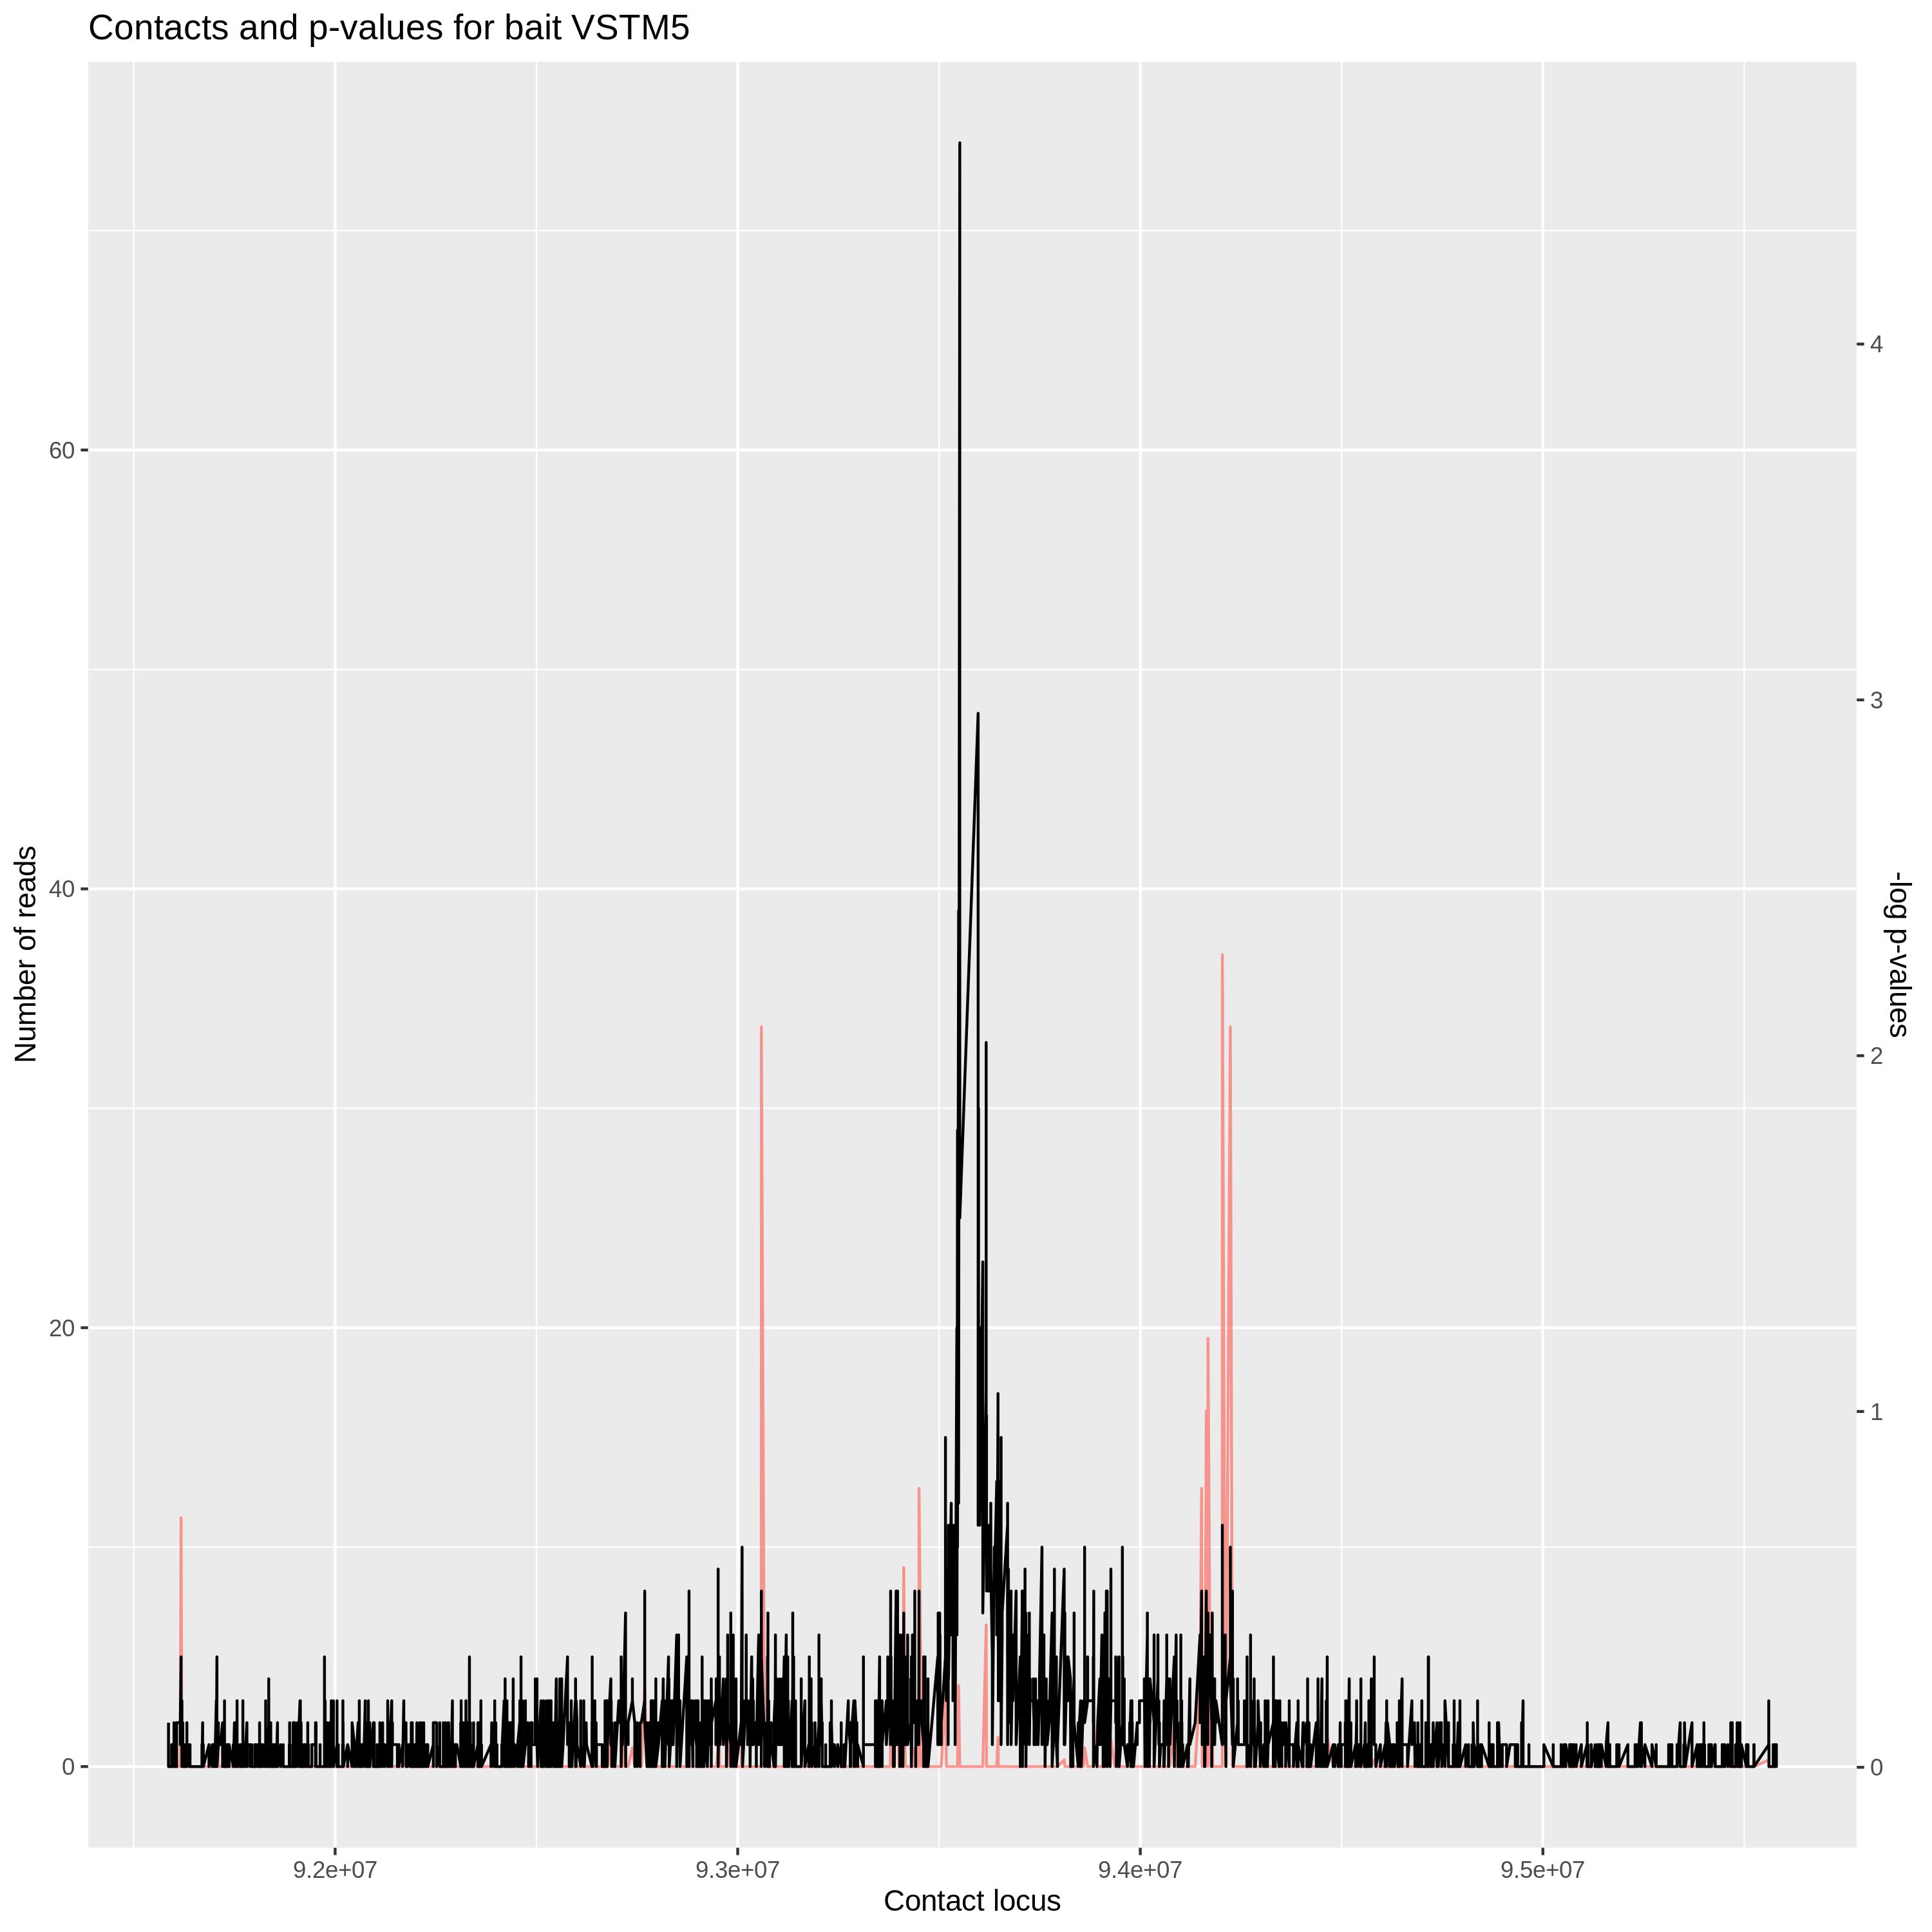 Contacts and p-values for bait VSTM5
Number of reads
60
40
20
0
4
3
2
1
0
-log p-values
9.2e+07
9.3e+07
9.4e+07
9.5e+07
Contact locus